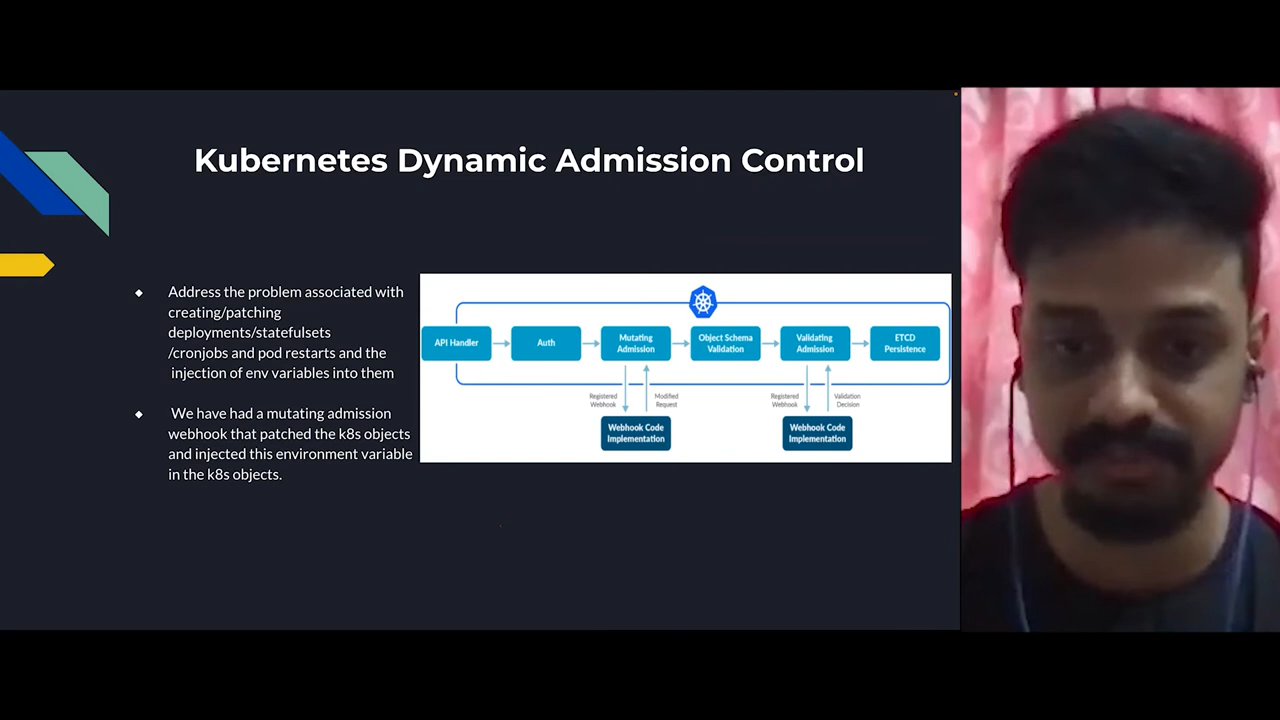 Kubernetes Dynamic Admission Control
Address the problem associated with
creating/patching
deployments/statefulsets
/cronjobs and pod restarts and the
injection of env variables into them
We have had a mutating admission
webhook that patched the k8s objects
and injected this environment variable
in the k8s objects.
API Handler
Auth
Mutating
Admission
Object Schema
Validation
Validating
Admission
ETCD
Persistence
Registered
Webhook
Modified
Request
Registered
Webhook
Validation
Decision
Webhook Code
Implementation
Webhook Code
Implementation